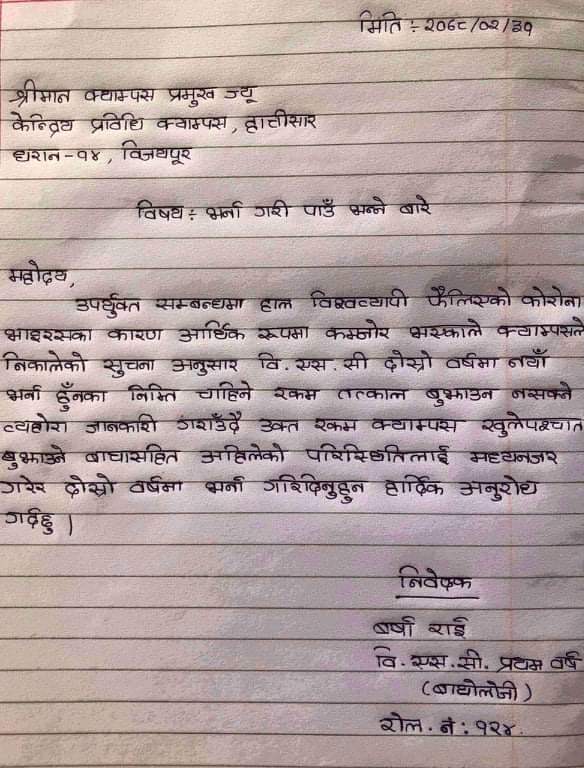 मिति : २०७८/०२/३१
श्रीमान क्याम्पस प्रमुख ज्यू
केन्द्रिय प्रविधि क्याम्पस, हात्तीसार
धरान-१४, विजयपूर
विषय : भर्ना गरी पाउँ भन्ने बारे
महोदय,
उपर्युक्त सम्बन्धमा हाल विश्वव्यापी फैलिएको कोरोना
भाइरसका कारण आर्थिक रूपमा कमजोर भएकाले क्याम्पसले
निकालेको सुचना अनुसार वि.एस.सी दोस्रो वर्षमा नयाँ
भर्ना हुँनका निम्ति चाहिने रकम तत्काल बुझाउन नसक्ने
व्यहोरा जानकारी गराउँदै उक्त रकम क्याम्पस खुलेपश्चात
बुझाउने बाचासहित अहिलेको परिस्थितिलाई मध्यनजर
गरेर दोस्रो वर्षमा भर्ना गरिदिनुहुन हार्दिक अनुरोध
गर्दछु |
निवेदक
बर्षा राई
वि.एस.सी. प्रथम वर्ष
(बायोलोजी)
रोल.नं: १२४.